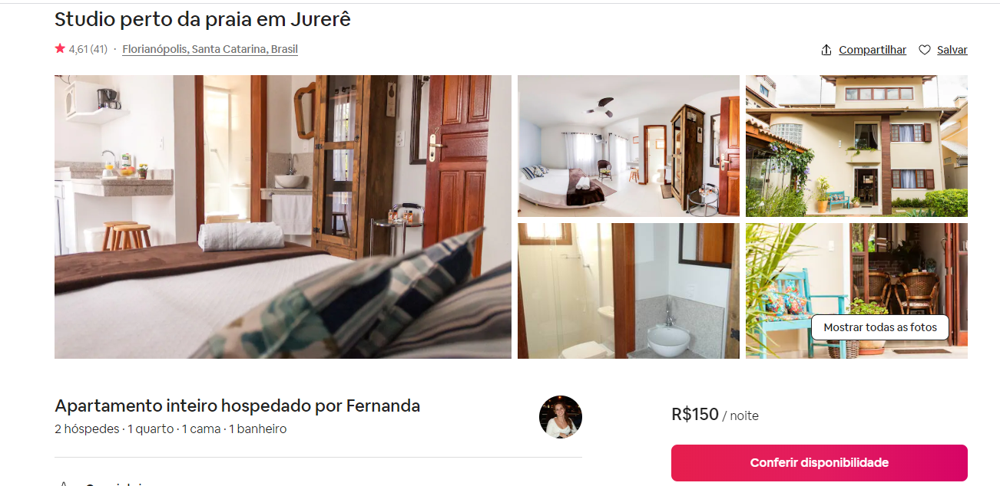 Studio perto da praia em Jurerê
4,61 (41) · Florianópolis, Santa Catarina, Brasil
Compartilhar
Salvar
Mostrar todas as fotos
Apartamento inteiro hospedado por Fernanda
2 hóspedes · 1 quarto · 1 cama · 1 banheiro
R$150 / noite
Conferir disponibilidade